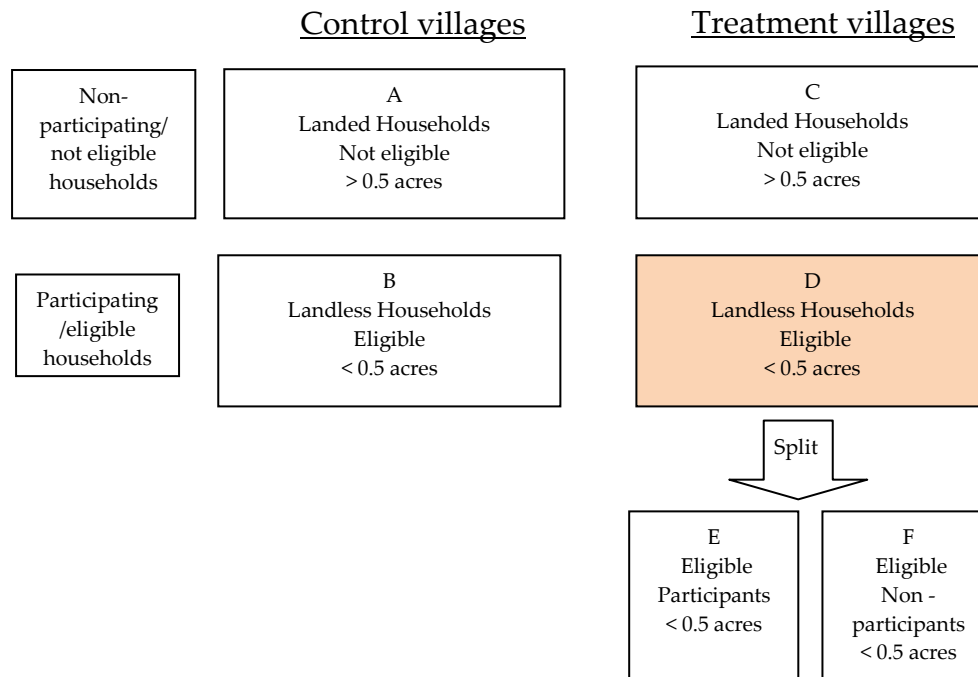 Control villages
Treatment villages
Non-
participating/
not eligible
households
A
Landed Households
Not eligible
> 0.5 acres
C
Landed Households
Not eligible
> 0.5 acres
Participating
/eligible
households
B
Landless Households
Eligible
< 0.5 acres
D
Landless Households
Eligible
< 0.5 acres
Split
E
Eligible
Participants
< 0.5 acres
F
Eligible
Non -
participants
< 0.5 acres